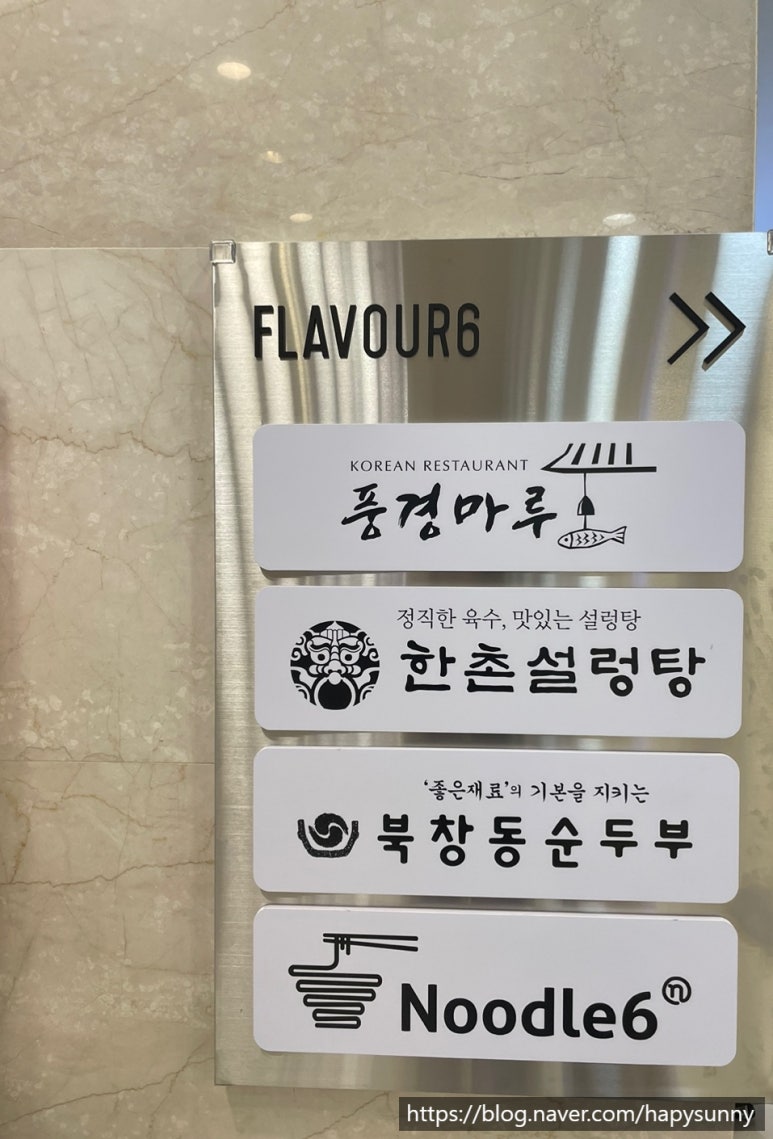 FLAVOUR6
KOREAN RESTAURANT
풍경마루
정직한 육수, 맛있는 설렁탕
한촌설렁탕
'좋은재료'의 기본을 지키는
북창동순두부
Noodle6 n
https://blog.naver.com/hapysunny